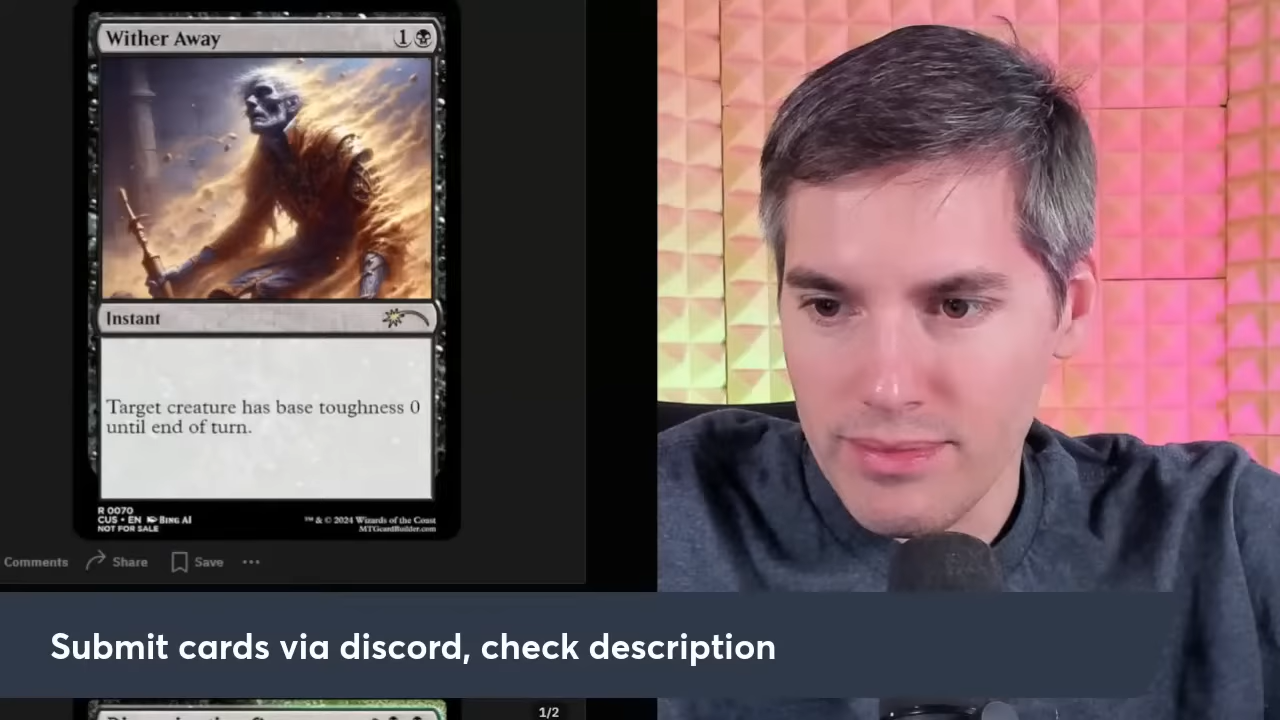 Wither Away 1
Instant
Target creature has base toughness 0
until end of turn.
R 0070
CUS • EN Bing AI
NOT FOR SALE
™ & © 2024 Wizards of the Coast
MTGcardBuilder.com
Comments Share Save •••
Submit cards via discord, check description
1/2